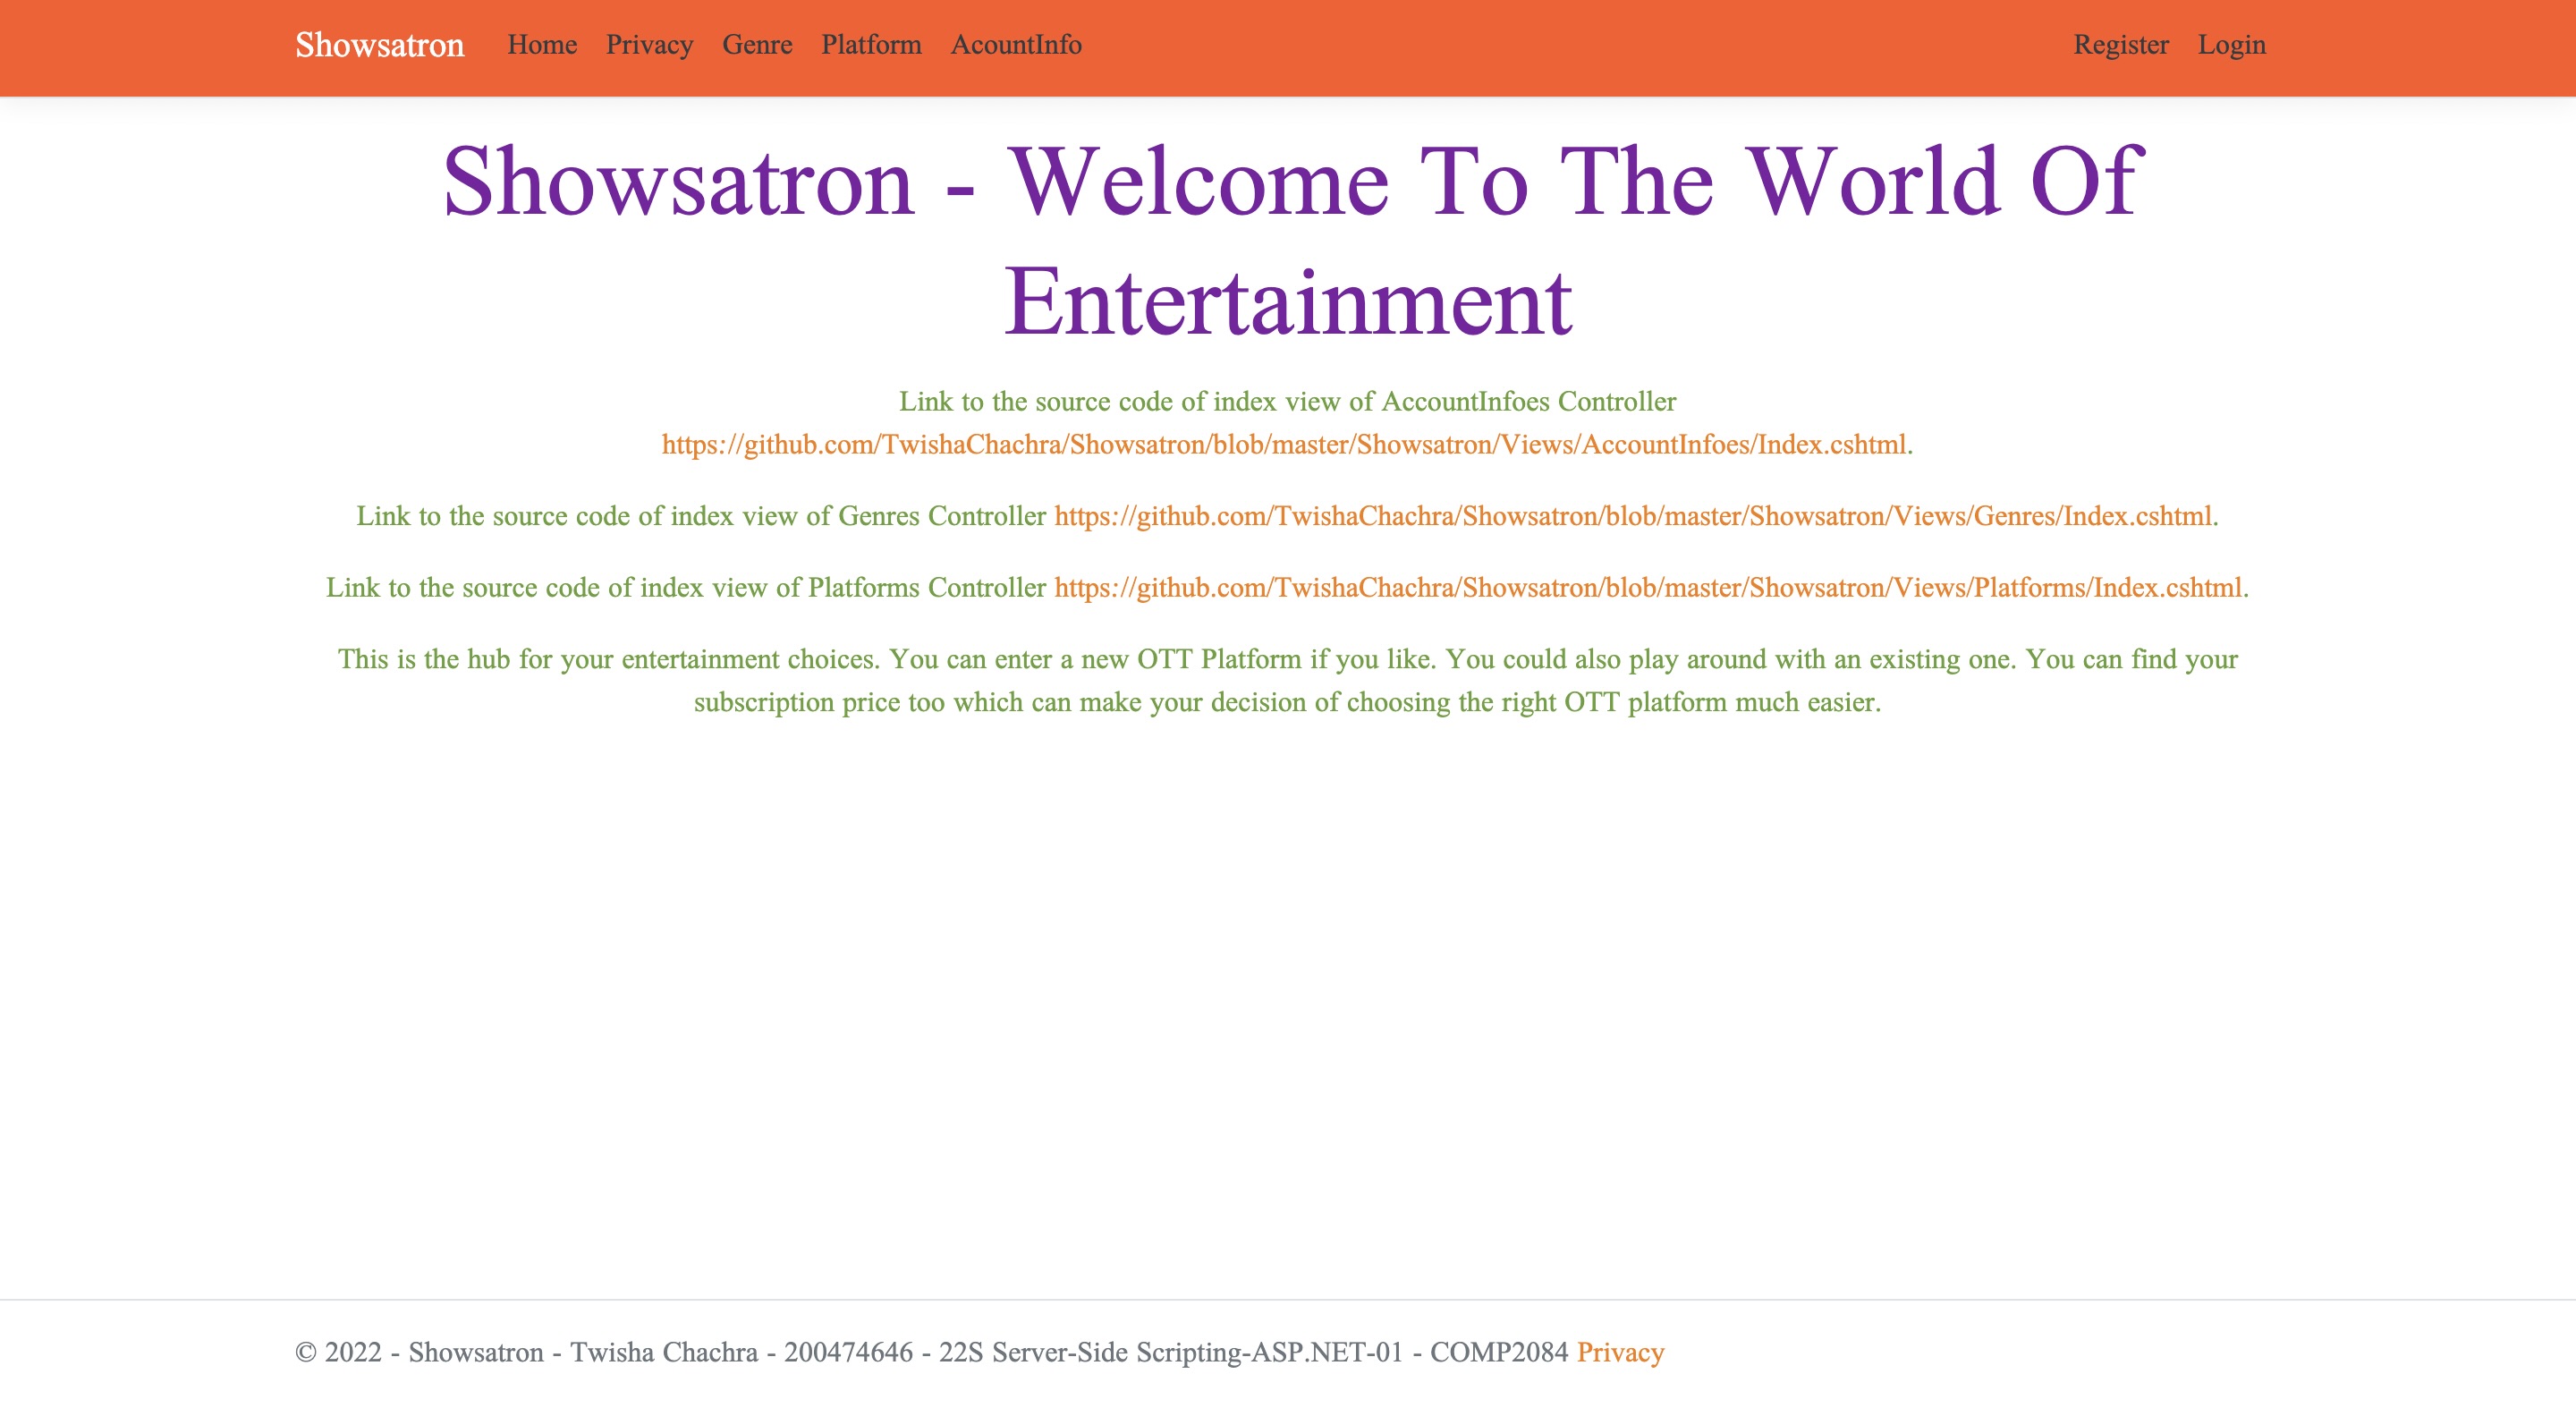 Showsatron Home Privacy Genre Platform AcountInfo Register Login
Showsatron - Welcome To The World Of
Entertainment
Link to the source code of index view of AccountInfoes Controller
https://github.com/TwishaChachra/Showsatron/blob/master/Showsatron/Views/AccountInfoes/Index.cshtml.
Link to the source code of index view of Genres Controller https://github.com/TwishaChachra/Showsatron/blob/master/Showsatron/Views/Genres/Index.cshtml.
Link to the source code of index view of Platforms Controller https://github.com/TwishaChachra/Showsatron/blob/master/Showsatron/Views/Platforms/Index.cshtml.
This is the hub for your entertainment choices. You can enter a new OTT Platform if you like. You could also play around with an existing one. You can find your
subscription price too which can make your decision of choosing the right OTT platform much easier.
© 2022 - Showsatron - Twisha Chachra - 200474646 - 22S Server-Side Scripting-ASP.NET-01 - COMP2084 Privacy